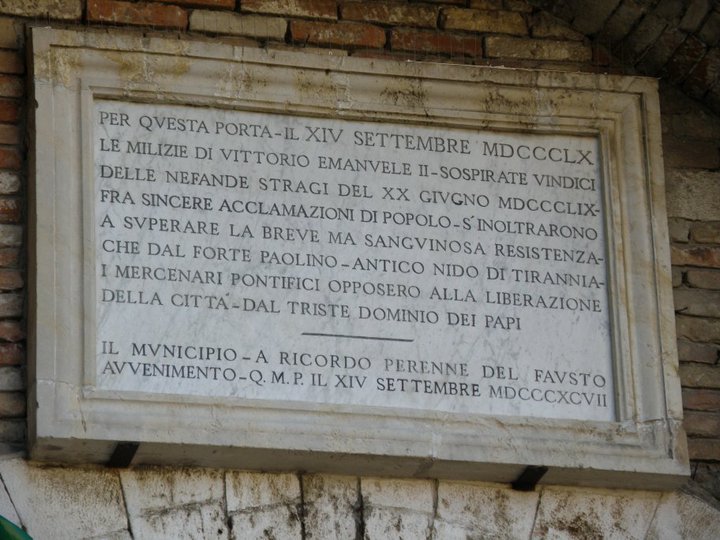 PER QVESTA PORTA-IL XIV SETTEMBRE MDCCCLX
LE MILIZIE DI VITTORIO EMANVELE II-SOSPIRATE VINDICI
DELLE NEFANDE STRAGI DEL XX GIVGNO MDCCCLIX-
FRA SINCERE ACCLAMAZIONI DI POPOLO-S'INOLTRARONO
A SVPERARE LA BREVE MA SANGVINOSA RESISTENZA-
CHE DAL FORTE PAOLINO-ANTICO NIDO DI TIRANNIA-
I MERCENARI PONTIFICI OPPOSERO ALLA LIBERAZIONE
DELLA CITTÀ-DAL TRISTE DOMINIO DEI PAPI
IL MVNICIPIO-A RICORDO PERENNE DEL FAVSTO
AVVENIMENTO-Q.M.P. IL XIV SETTEMBRE MDCCCXCVII